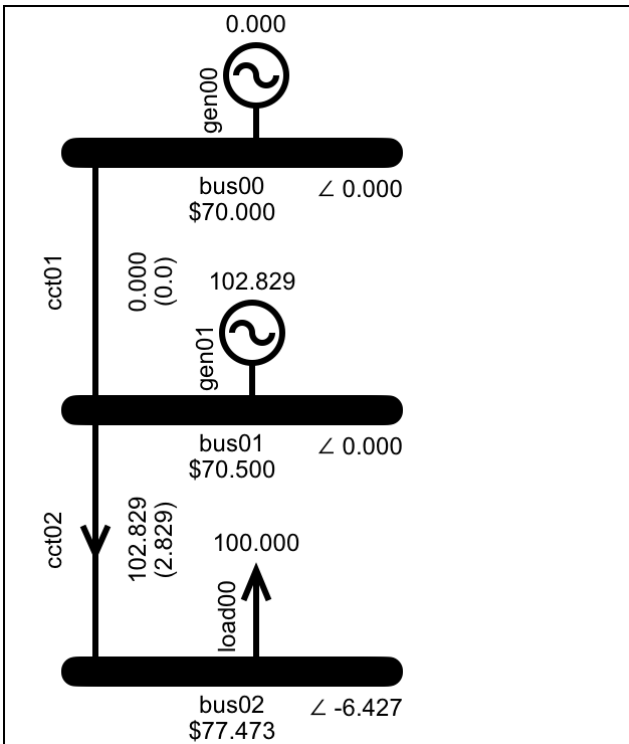 0.000
gen00
bus00
∠ 0.000
$70.000
cct01
0.000
(0.0)
102.829
gen01
bus01
∠ 0.000
$70.500
cct02
102.829
(2.829)
100.000
load00
bus02
∠ -6.427
$77.473